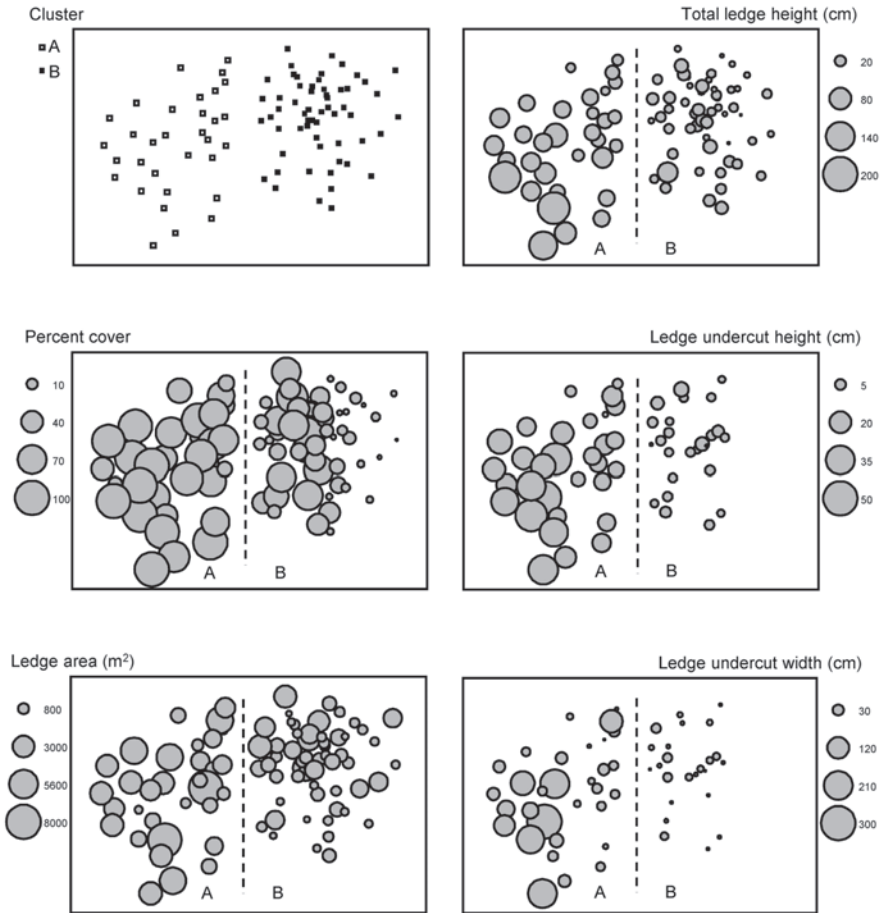 Cluster
A
B
Total ledge height (cm)
20
80
140
200
A
B
Percent cover
10
40
70
100
A
B
Ledge undercut height (cm)
5
20
35
50
A
B
Ledge area (m²)
800
3000
5600
8000
A
B
Ledge undercut width (cm)
30
120
210
300
A
B